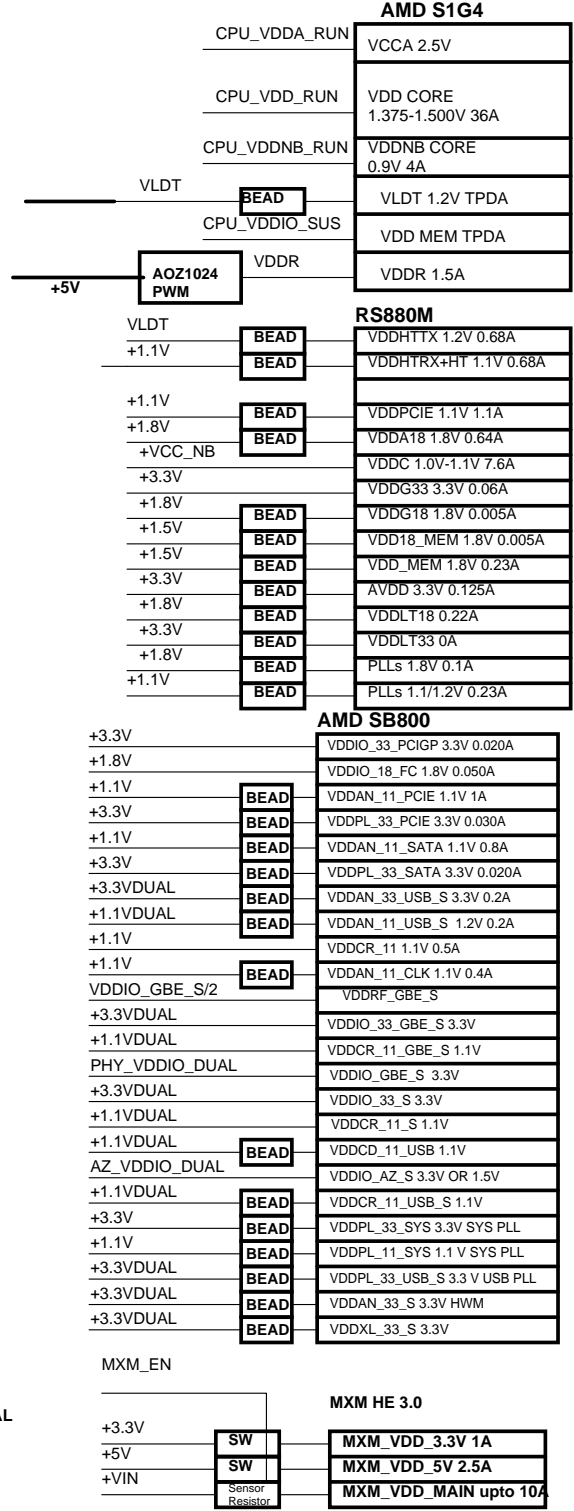 AMD S1G4
CPU_VDDA_RUN
VCCA 2.5V
CPU_VDD_RUN
VDD CORE
1.375-1.500V 36A
CPU_VDDNB_RUN
VDDNB CORE
0.9V 4A
VLDT
BEAD
VLDT 1.2V TPDA
CPU_VDDIO_SUS
VDD MEM TPDA
+5V
AOZ1024
PWM
VDDR
VDDR 1.5A
RS880M
VLDT BEAD VDDHTTX 1.2V 0.68A
+1.1V BEAD VDDHTRX+HT 1.1V 0.68A
+1.1V BEAD VDDPCIE 1.1V 1.1A
+1.8V BEAD VDDA18 1.8V 0.64A
+VCC_NB VDDC 1.0V-1.1V 7.6A
+3.3V VDDG33 3.3V 0.06A
+1.8V BEAD VDDG18 1.8V 0.005A
+1.5V BEAD VDD18_MEM 1.8V 0.005A
+1.5V BEAD VDD_MEM 1.8V 0.23A
+3.3V BEAD AVDD 3.3V 0.125A
+1.8V BEAD VDDLT18 0.22A
+3.3V BEAD VDDLT33 0A
+1.8V BEAD PLLs 1.8V 0.1A
+1.1V BEAD PLLs 1.1/1.2V 0.23A
AMD SB800
+3.3V VDDIO_33_PCIGP 3.3V 0.020A
+1.8V VDDIO_18_FC 1.8V 0.050A
+1.1V BEAD VDDAN_11_PCIE 1.1V 1A
+3.3V BEAD VDDPL_33_PCIE 3.3V 0.030A
+1.1V BEAD VDDAN_11_SATA 1.1V 0.8A
+3.3V BEAD VDDPL_33_SATA 3.3V 0.020A
+3.3VDUAL BEAD VDDAN_33_USB_S 3.3V 0.2A
+1.1VDUAL BEAD VDDAN_11_USB_S 1.2V 0.2A
+1.1V VDDCR_11 1.1V 0.5A
+1.1V BEAD VDDAN_11_CLK 1.1V 0.4A
VDDIO_GBE_S/2 VDDRF_GBE_S
+3.3VDUAL VDDIO_33_GBE_S 3.3V
+1.1VDUAL VDDCR_11_GBE_S 1.1V
PHY_VDDIO_DUAL VDDIO_GBE_S 3.3V
+3.3VDUAL VDDIO_33_S 3.3V
+1.1VDUAL VDDCR_11_S 1.1V
+1.1VDUAL BEAD VDDCD_11_USB 1.1V
AZ_VDDIO_DUAL VDDIO_AZ_S 3.3V OR 1.5V
+1.1VDUAL BEAD VDDCR_11_USB_S 1.1V
+3.3V BEAD VDDPL_33_SYS 3.3V SYS PLL
+1.1V BEAD VDDPL_11_SYS 1.1 V SYS PLL
+3.3VDUAL BEAD VDDPL_33_USB_S 3.3 V USB PLL
+3.3VDUAL BEAD VDDAN_33_S 3.3V HWM
+3.3VDUAL BEAD VDDXL_33_S 3.3V
MXM_EN
MXM HE 3.0
+3.3V SW MXM_VDD_3.3V 1A
+5V SW MXM_VDD_5V 2.5A
+VIN Sensor Resistor MXM_VDD_MAIN upto 10A